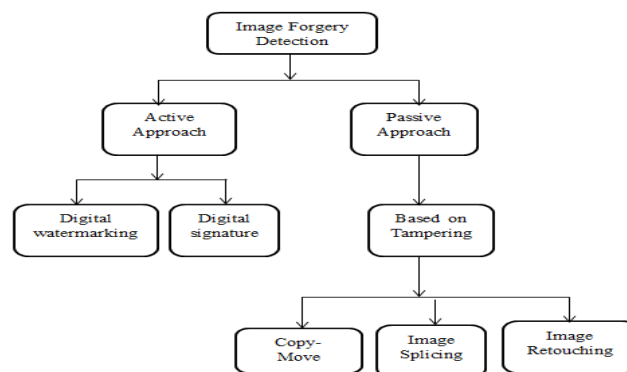 Image Forgery
Detection
Active
Approach
Passive
Approach
Digital
watermarking
Digital
signature
Based on
Tampering
Copy-
Move
Image
Splicing
Image
Retouching